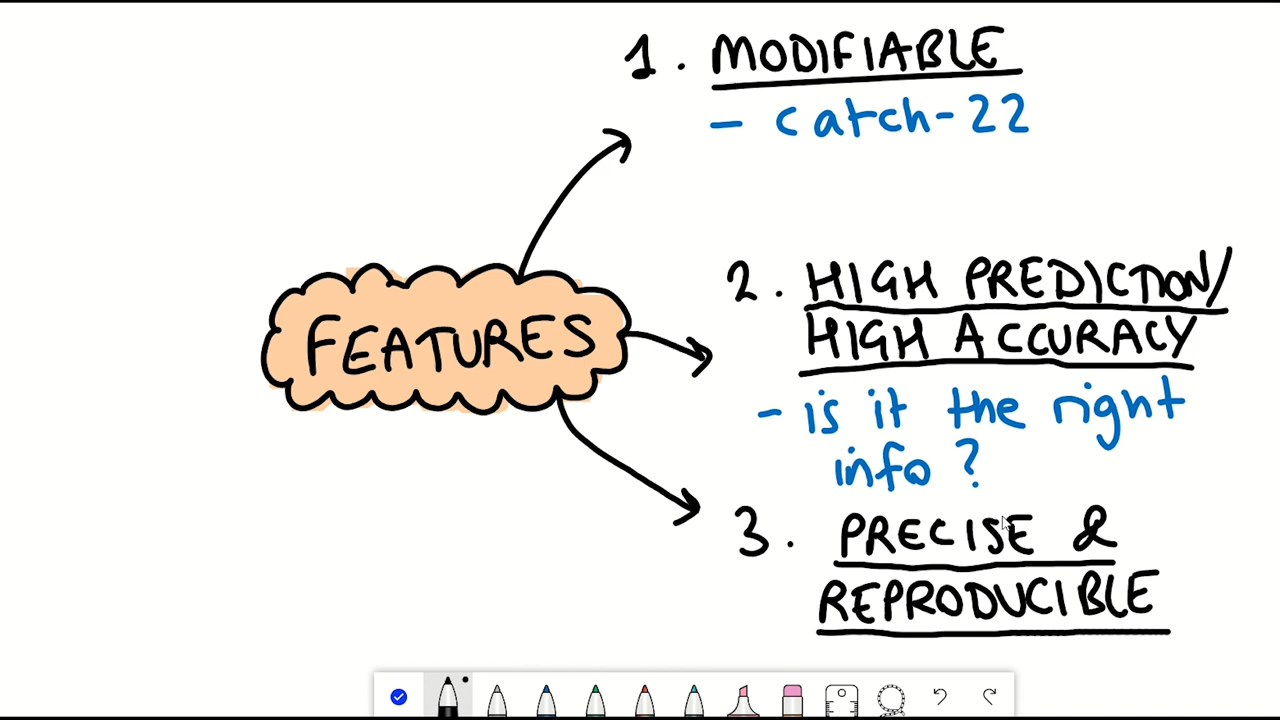 1. MODIFIABLE
- catch-22
FEATURES
2. HIGH PREDICTION/
HIGH ACCURACY
- is it the right
info?
3. PRECISE &
REPRODUCIBLE